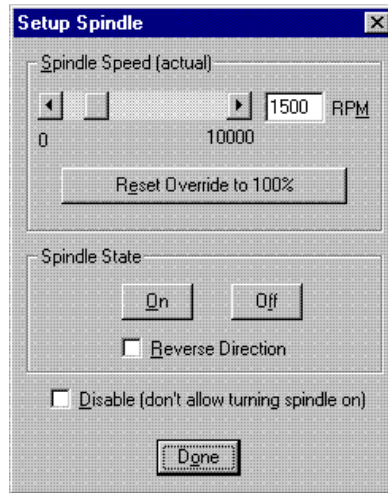 Setup Spindle
Spindle Speed (actual)
1500 RPM
0 10000
Reset Override to 100%
Spindle State
On Off
Reverse Direction
Disable (don't allow turning spindle on)
Done